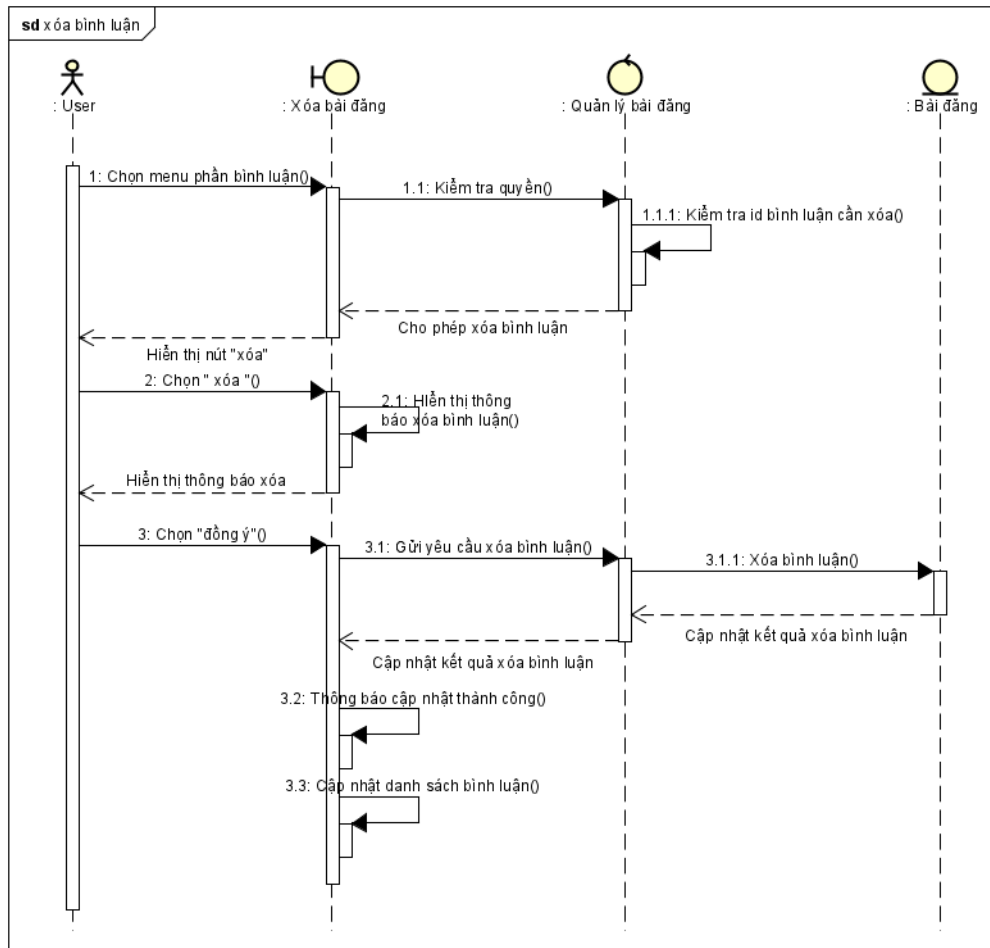 sd xóa bình luận
: User
: Xóa bài đăng
: Quản lý bài đăng
: Bài đăng
1: Chọn menu phần bình luận()
1.1: Kiểm tra quyền()
1.1.1: Kiểm tra id bình luận cần xóa()
Cho phép xóa bình luận
Hiển thị nút "xóa"
2: Chọn " xóa "()
2.1: HIển thị thông
báo xóa bình luận()
Hiển thị thông báo xóa
3: Chọn "đồng ý"()
3.1: Gửi yêu cầu xóa bình luận()
3.1.1: Xóa bình luận()
Cập nhật kết quả xóa bình luận
Cập nhật kết quả xóa bình luận
3.2: Thông báo cập nhật thành công()
3.3: Cập nhật danh sách bình luận()